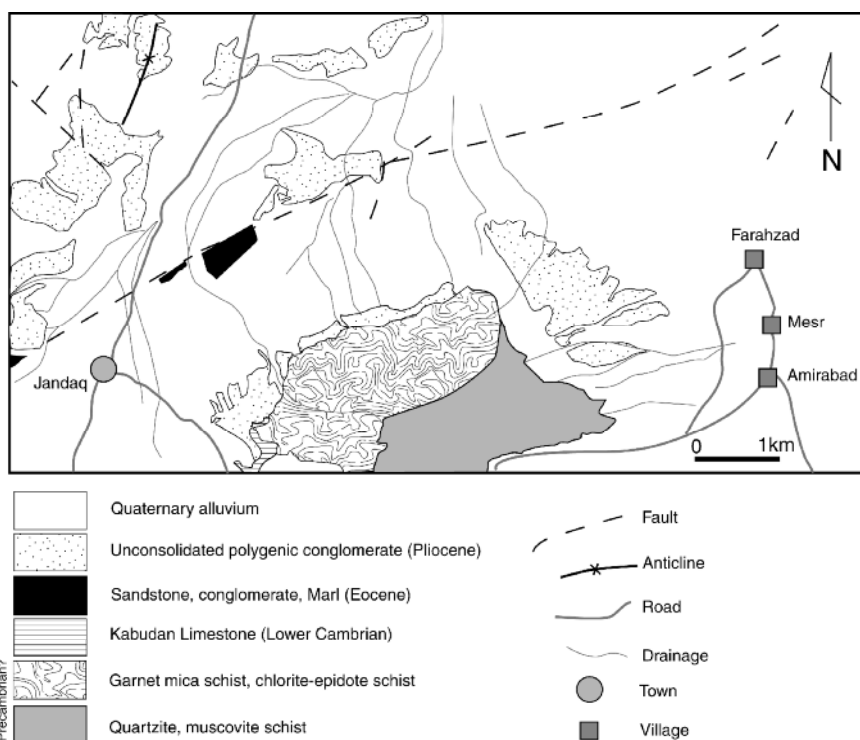 N
Farahzad
Mesr
Amirabad
Jandaq
0 1km
Quaternary alluvium
Unconsolidated polygenic conglomerate (Pliocene)
Sandstone, conglomerate, Marl (Eocene)
Kabudan Limestone (Lower Cambrian)
Garnet mica schist, chlorite-epidote schist
Quartzite, muscovite schist
Precambrian?
Fault
Anticline
Road
Drainage
Town
Village